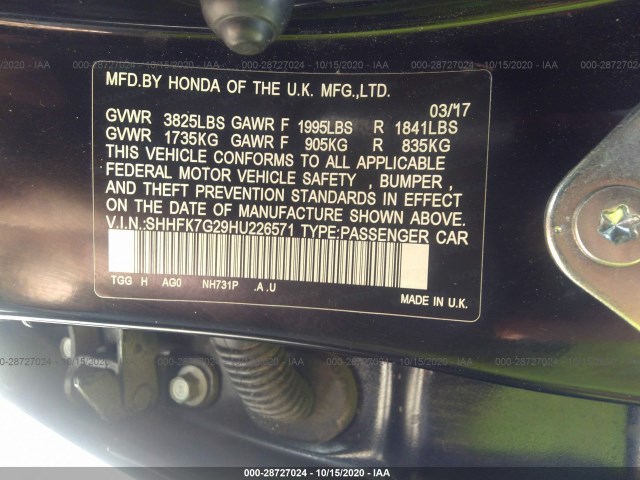 MFD.BY HONDA OF THE U.K. MFG.,LTD.
03/'17
GVWR 3825LBS GAWR F 1995LBS R 1841LBS
GVWR 1735KG GAWR F 905KG R 835KG
THIS VEHICLE CONFORMS TO ALL APPLICABLE
FEDERAL MOTOR VEHICLE SAFETY , BUMPER ,
AND THEFT PREVENTION STANDARDS IN EFFECT
ON THE DATE OF MANUFACTURE SHOWN ABOVE.
V.I.N.:SHHFK7G29HU226571 TYPE:PASSENGER CAR
TGG H AG0 NH731P .A .U
MADE IN U.K.
000-28727024 - 10/15/2020 - IAA